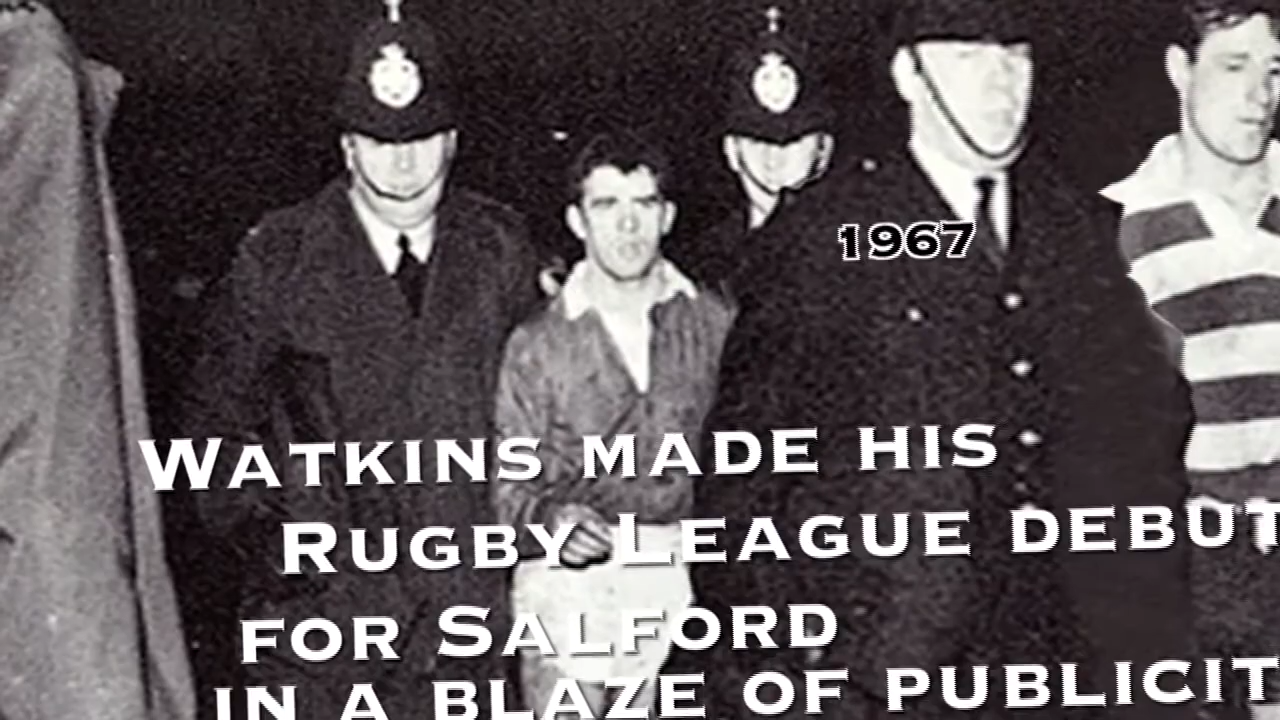 1967
WATKINS MADE HIS
RUGBY LEAGUE DEBUT
FOR SALFORD
IN A BLAZE OF PUBLICIT